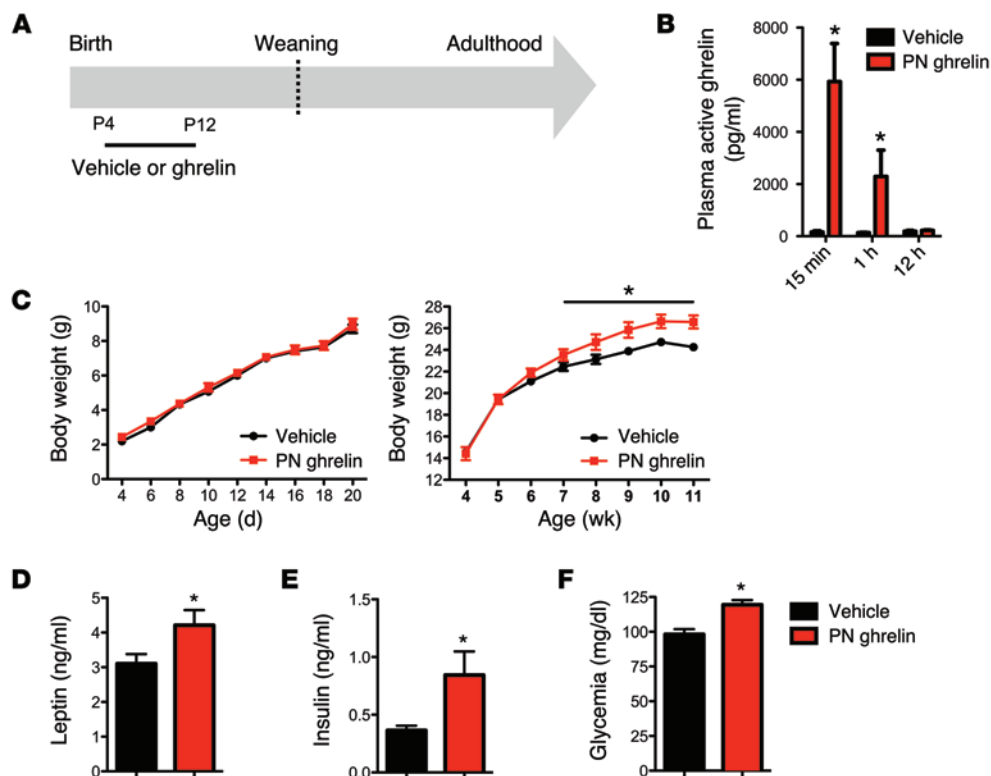 A
Birth Weaning Adulthood
P4 P12
Vehicle or ghrelin
B
Plasma active ghrelin
(pg/ml)
8000
6000
4000
2000
0
* *
Vehicle
PN ghrelin
15 min 1 h 12 h
C
Body weight (g)
10
8
6
4
2
0
Vehicle
PN ghrelin
4 6 8 10 12 14 16 18 20
Age (d)
Body weight (g)
28
26
24
22
20
18
16
14
12
*
Vehicle
PN ghrelin
4 5 6 7 8 9 10 11
Age (wk)
D
Leptin (ng/ml)
5
4
3
2
1
0
*
E
Insulin (ng/ml)
1.5
1.0
0.5
0.0
*
F
Glycemia (mg/dl)
125
100
75
50
25
0
*
Vehicle
PN ghrelin